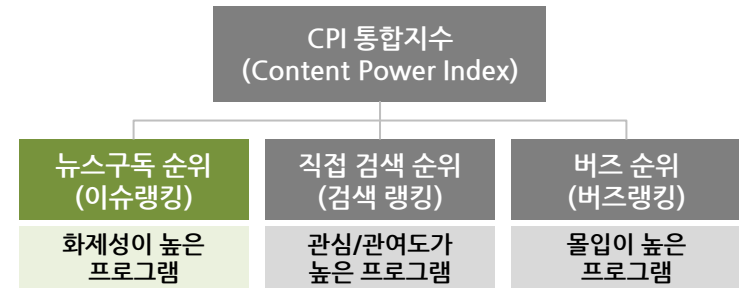 CPI 통합지수
(Content Power Index)
뉴스구독 순위
(이슈랭킹)
화제성이 높은
프로그램
직접 검색 순위
(검색 랭킹)
관심/관여도가
높은 프로그램
버즈 순위
(버즈랭킹)
몰입이 높은
프로그램